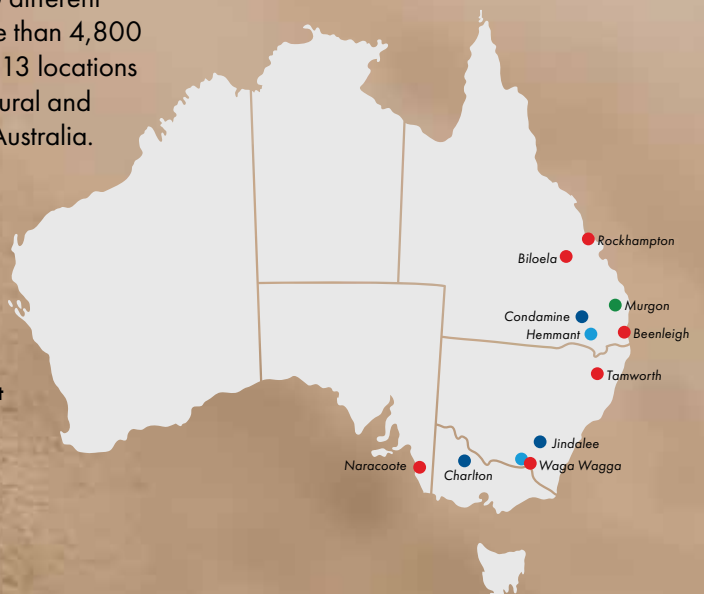 different
e than 4,800
13 locations
ural and
Australia.
Rockhampton
Biloela
Murgon
Condamine
Hemmant
Beenleigh
Tamworth
Jindalee
Naracoote
Waga Wagga
Charlton
t